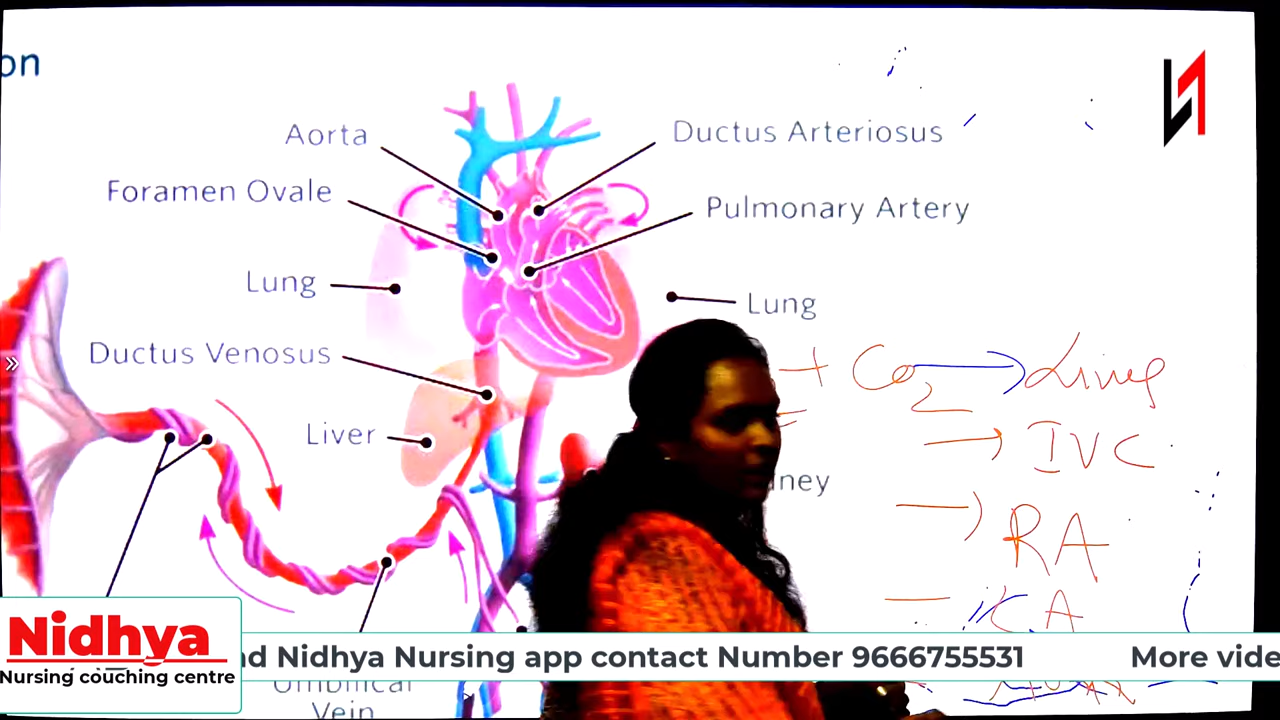 on
Aorta
Ductus Arteriosus
Foramen Ovale
Pulmonary Artery
Lung
Lung
Ductus Venosus
+ CO2 → Living
Liver
→ IVC
ney
→ RA
Nidhya
Nursing couching centre
d Nidhya Nursing app contact Number 9666755531
More vide
Umbilical
Vein